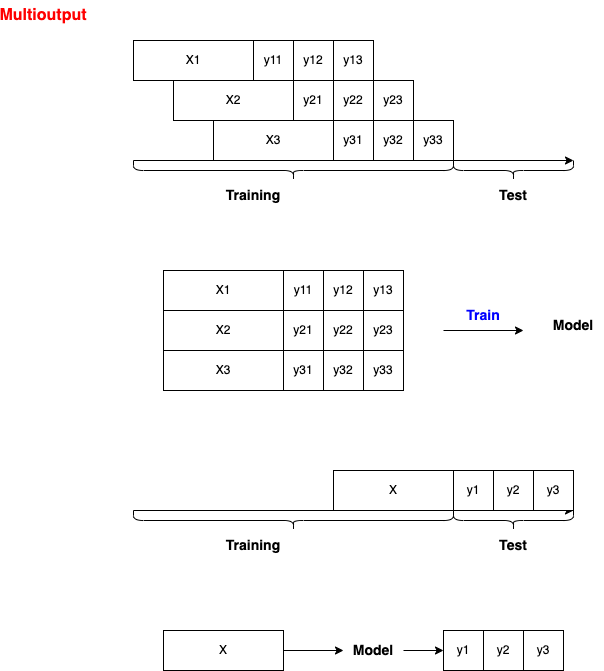 Multioutput
X1 y11 y12 y13
X2 y21 y22 y23
X3 y31 y32 y33
Training Test
X1 y11 y12 y13
Train
X2 y21 y22 y23 Model
X3 y31 y32 y33
X y1 y2 y3
Training Test
X Model y1 y2 y3